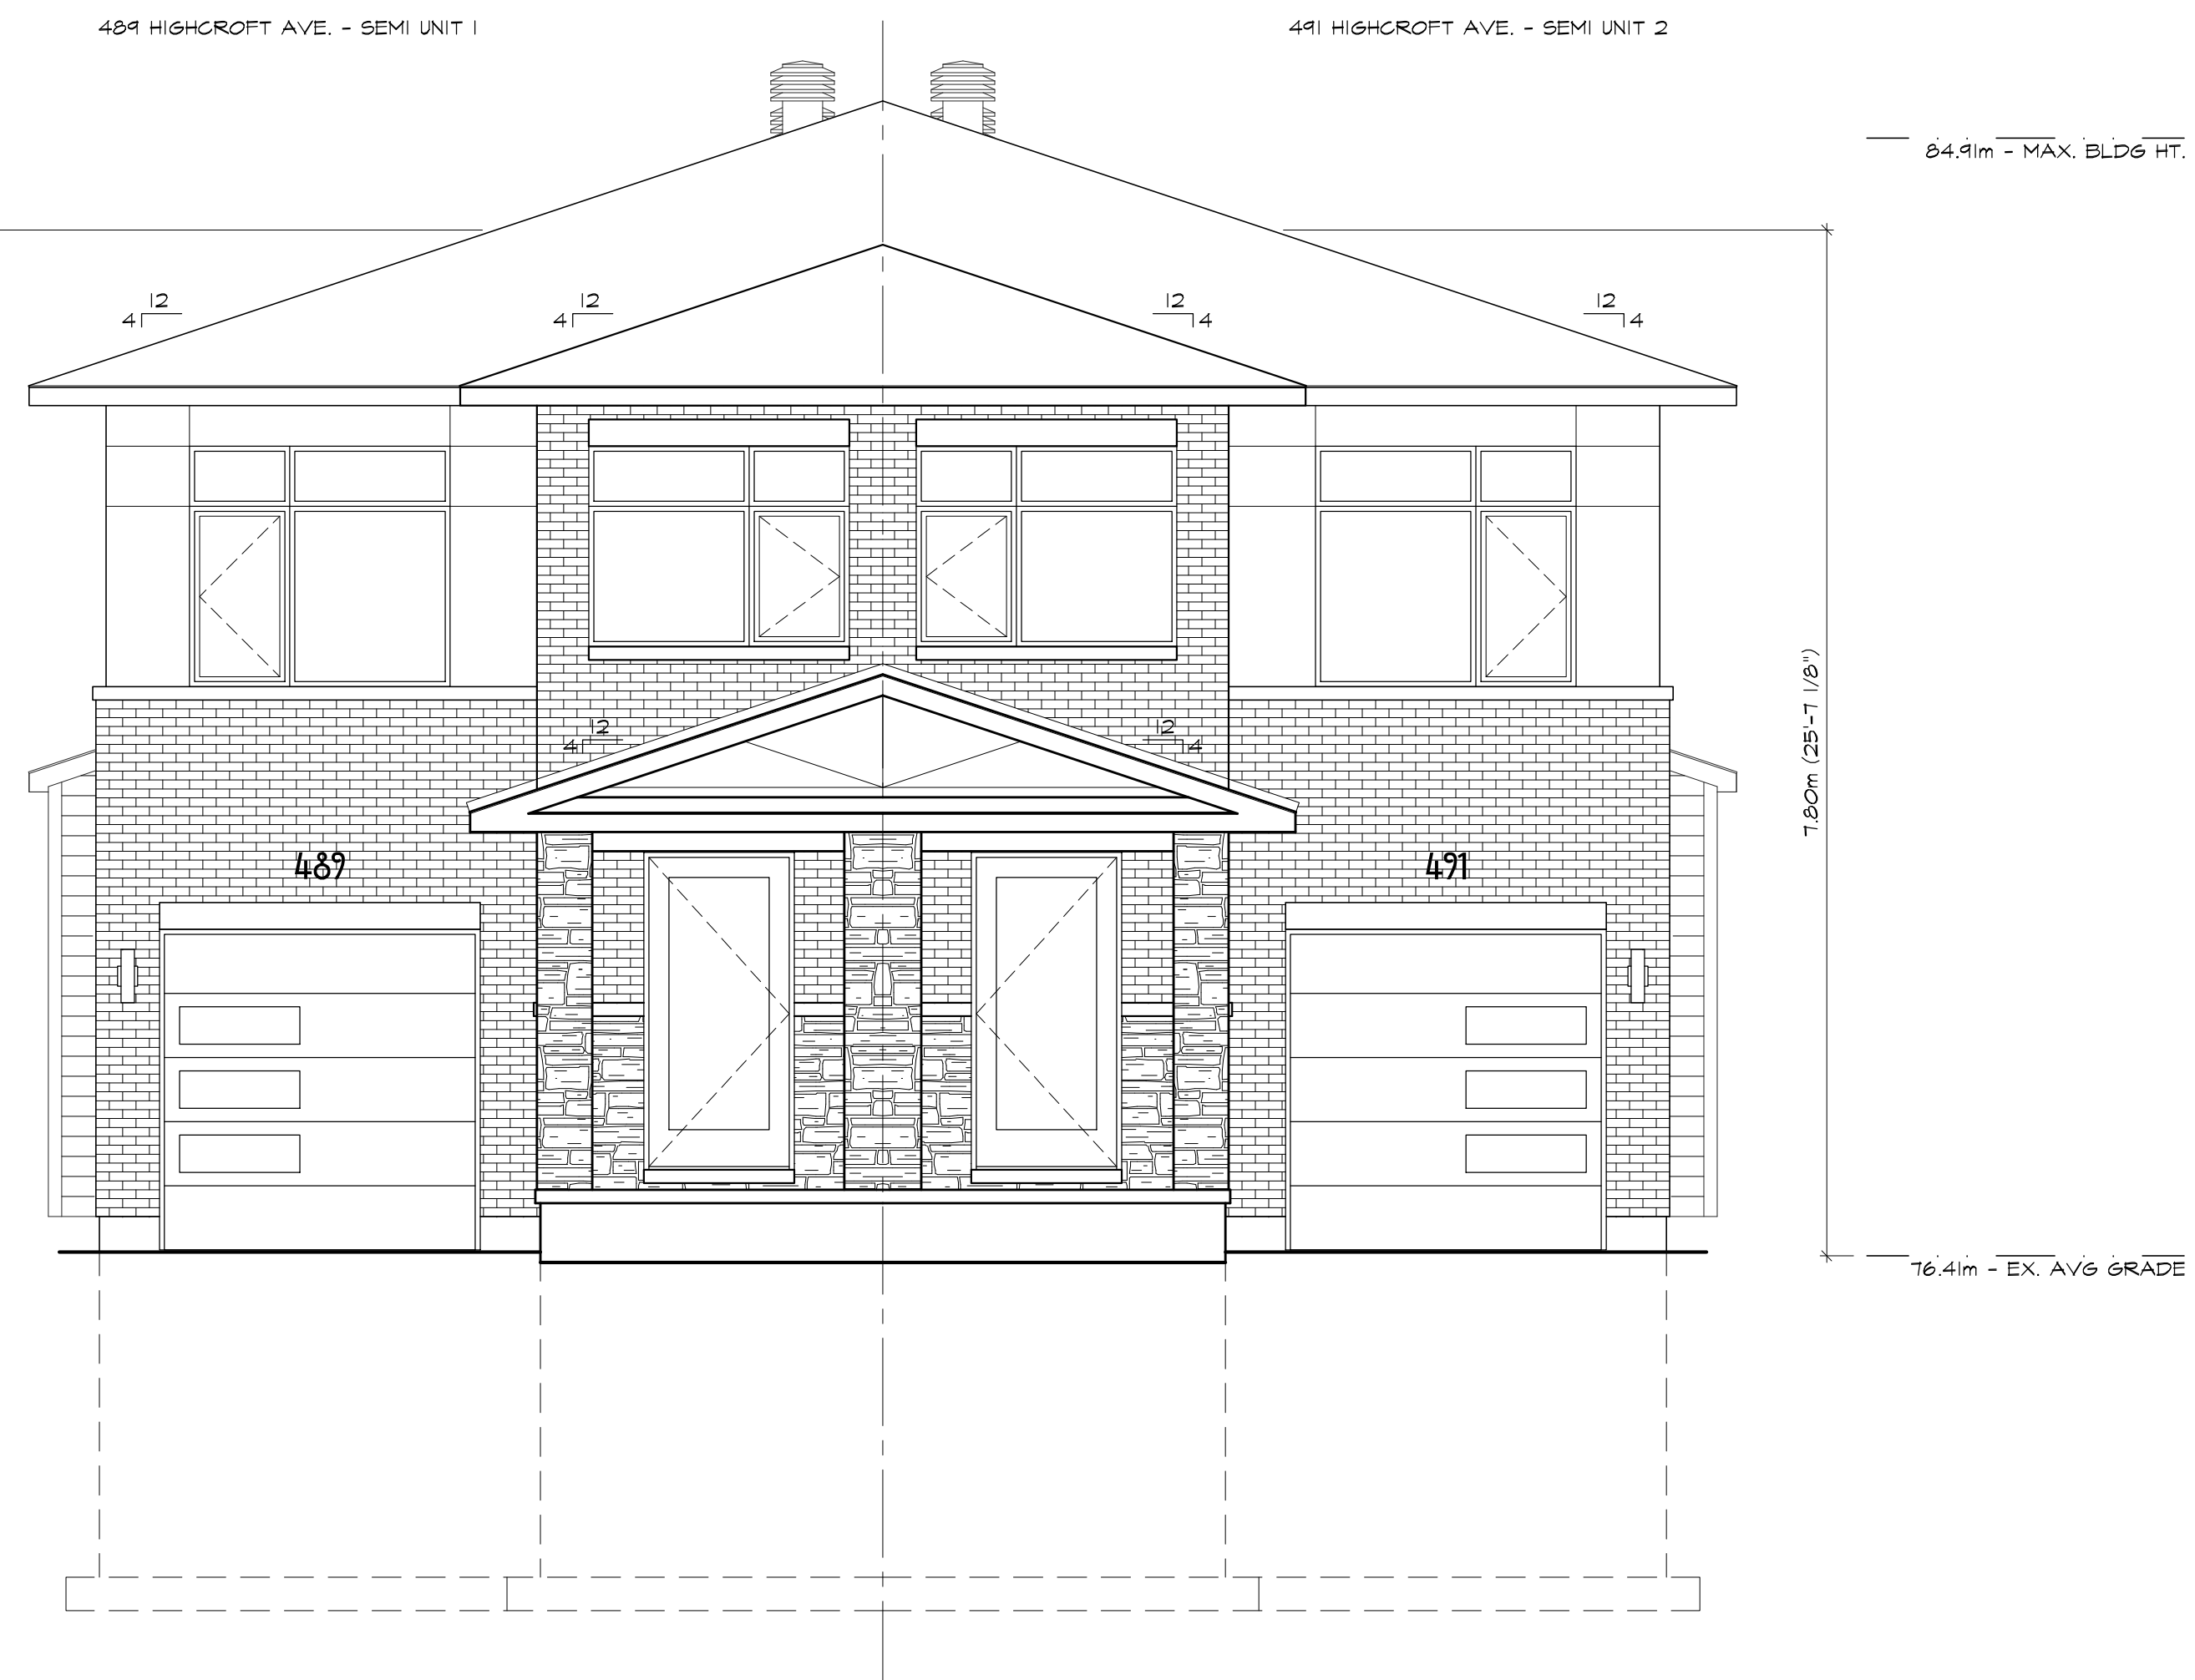 489 HIGHCROFT AVE. - SEMI UNIT 1
491 HIGHCROFT AVE. - SEMI UNIT 2
84.91m - MAX. BLDG HT.
12
4
12
4
12
4
12
4
7.80m (25'-7 1/8")
12
4
12
4
489
491
76.41m - EX. AVG GRADE